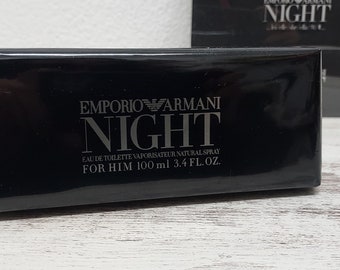 EMPORIO ARMANI
NIGHT
EMPORIO ARMANI
NIGHT
EAU DE TOILETTE VAPORISATEUR NATURAL SPRAY
FOR HIM 100 ml 3.4 FL. OZ.